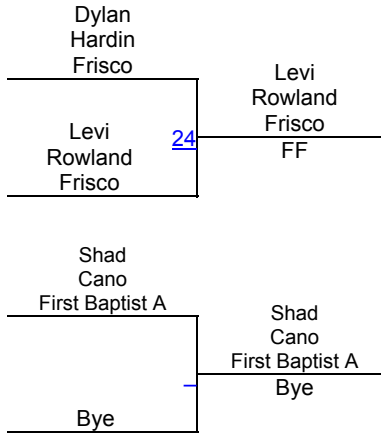 Dylan
Hardin
Frisco
Levi
Rowland
Frisco
24
Levi
Rowland
Frisco
FF
Shad
Cano
First Baptist A
Bye
Shad
Cano
First Baptist A
Bye